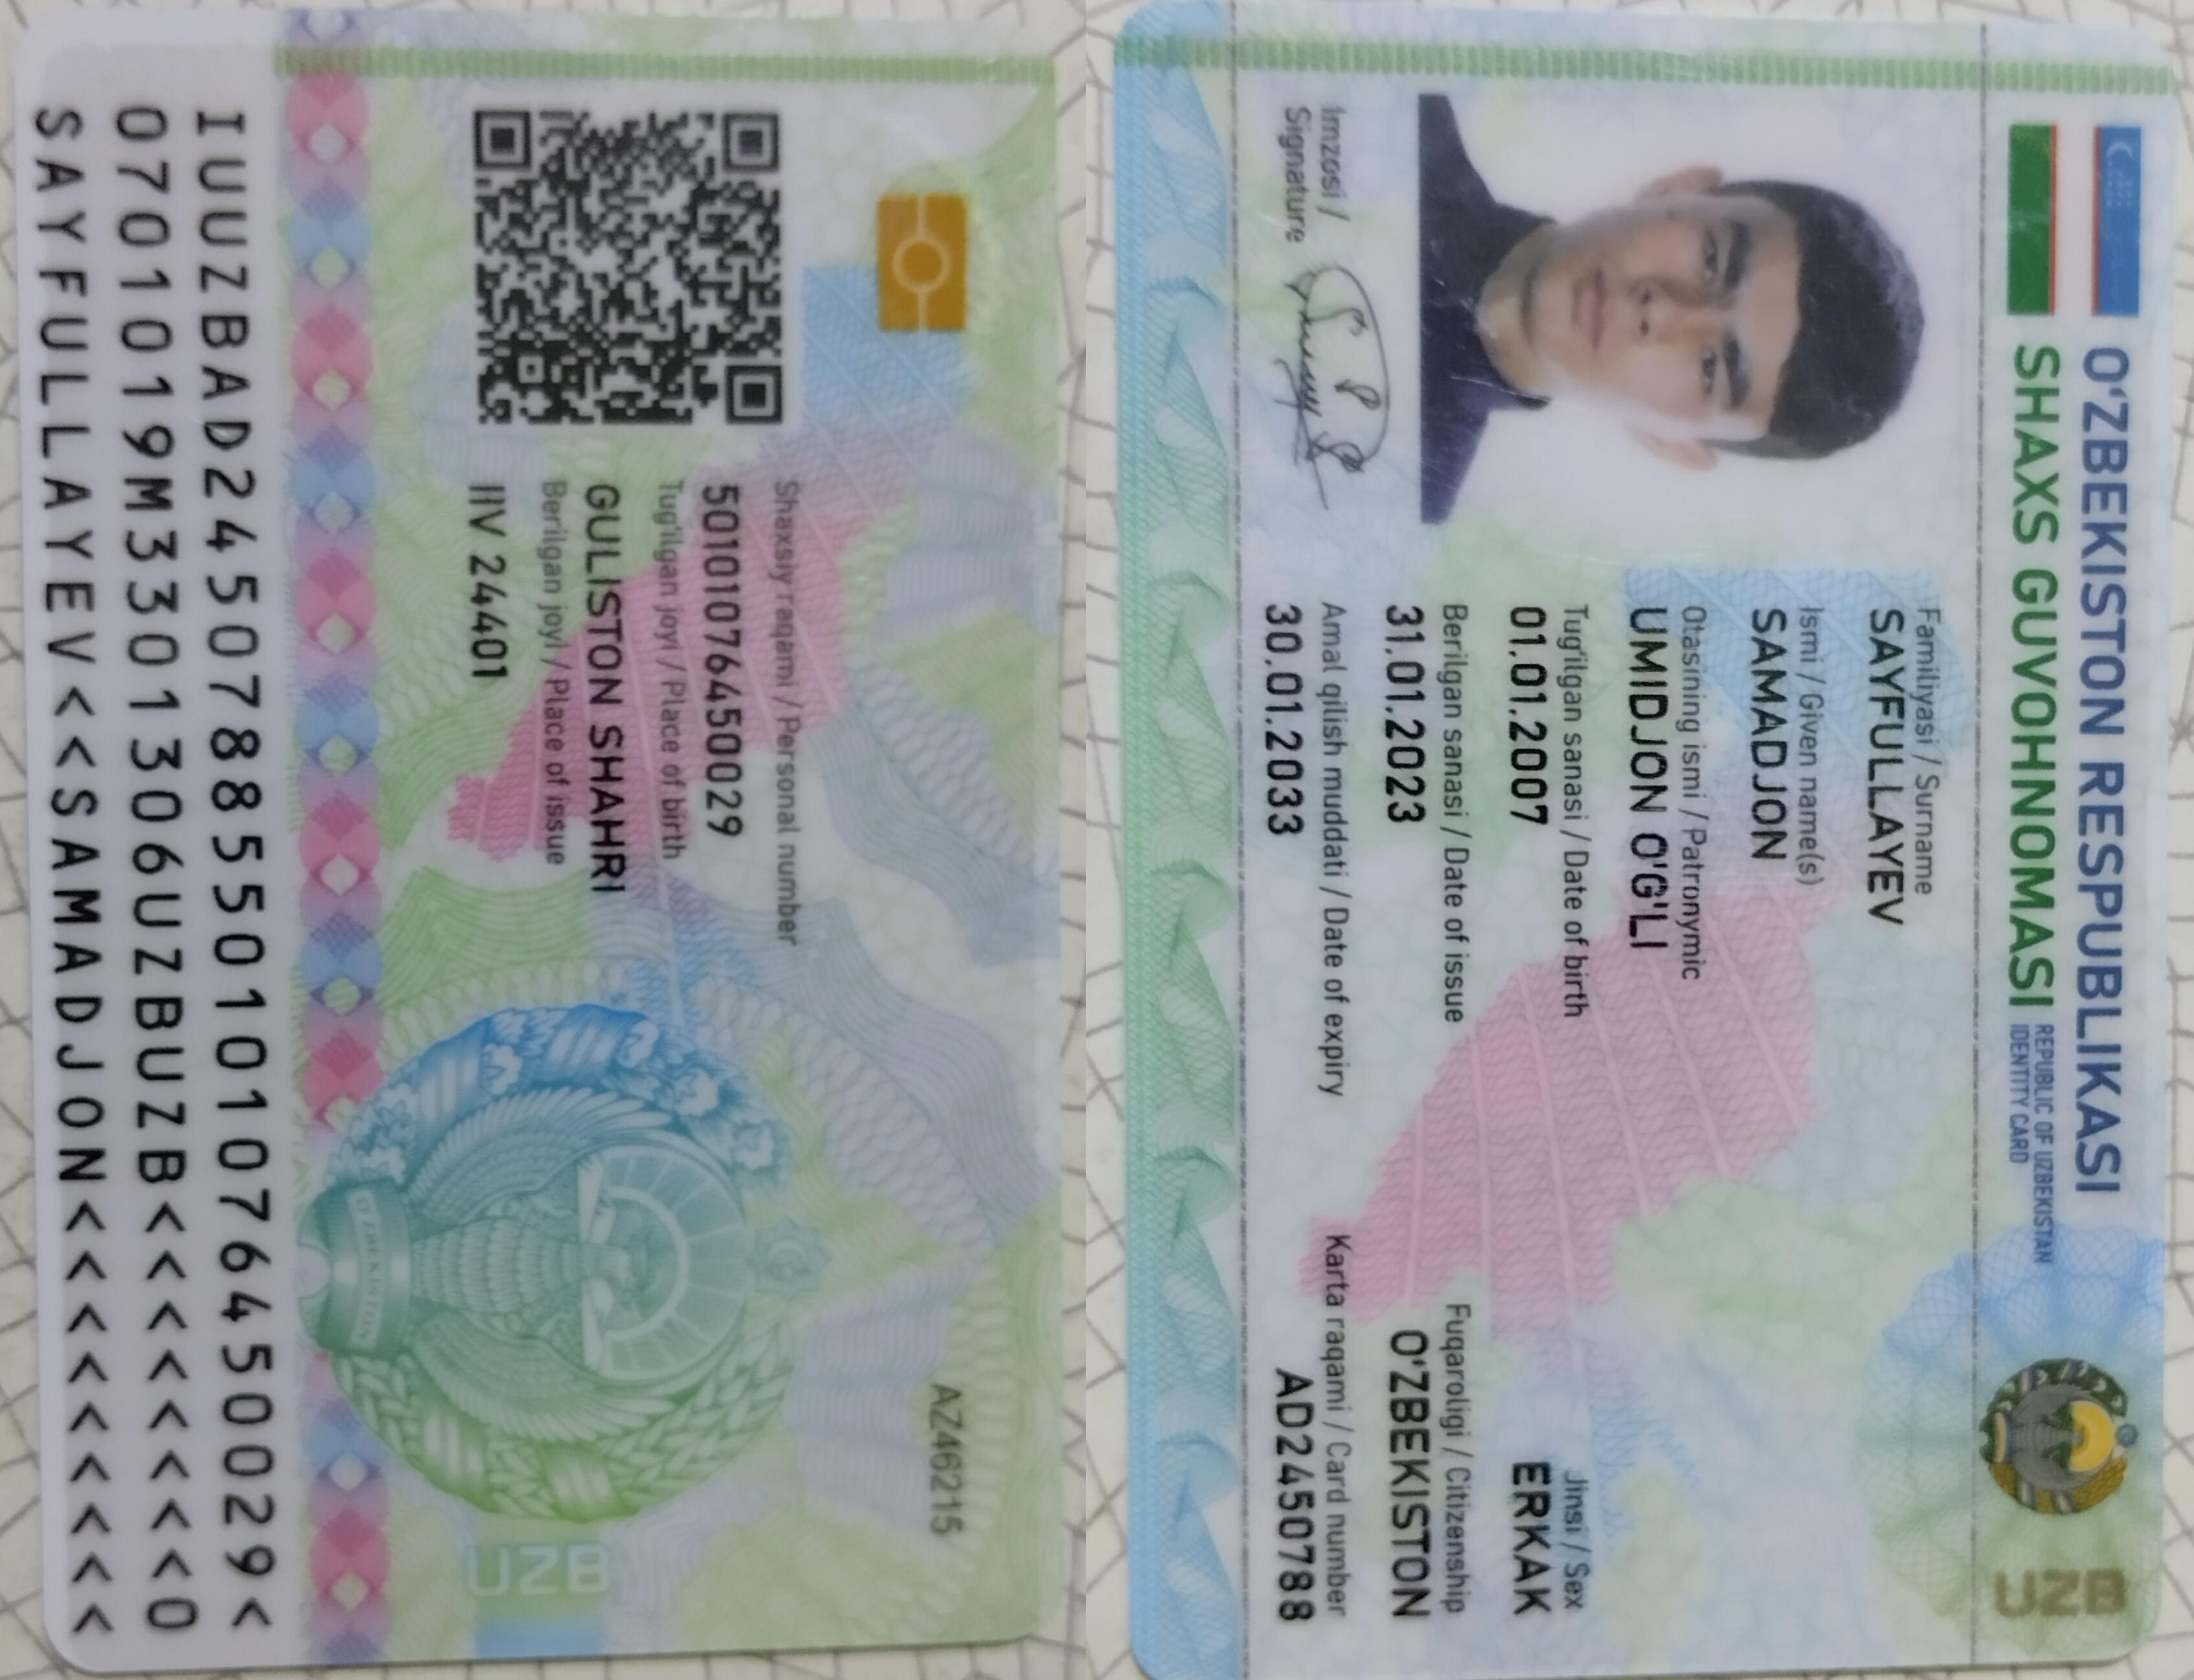 O'ZBEKISTON RESPUBLIKASI
SHAXS GUVOHNOMASI
REPUBLIC OF UZBEKISTAN
IDENTITY CARD
UZB
Familiyasi / Surname
SAYFULLAYEV
Ismi / Given name(s)
SAMADJON
Otasining ismi / Patronymic
UMIDJON O'G'LI
Tug'ilgan sanasi / Date of birth
01.01.2007
Jinsi / Sex
ERKAK
Berilgan sanasi / Date of issue
31.01.2023
Fuqaroligi / Citizenship
O'ZBEKISTON
Amal qilish muddati / Date of expiry
30.01.2033
Karta raqami / Card number
AD2450788
Imzosi /
Signature
AZ46215
Shaxsiy raqami / Personal number
50101076450029
Tug'ilgan joyi / Place of birth
GULISTON SHAHRI
Berilgan joyi / Place of issue
IIV 24401
UZB
IUUZBAD2450788550101076450029<
0701019M3301306UZBUZB<<<<<<<<0
SAYFULLAYEV<<SAMADJON<<<<<<<<<